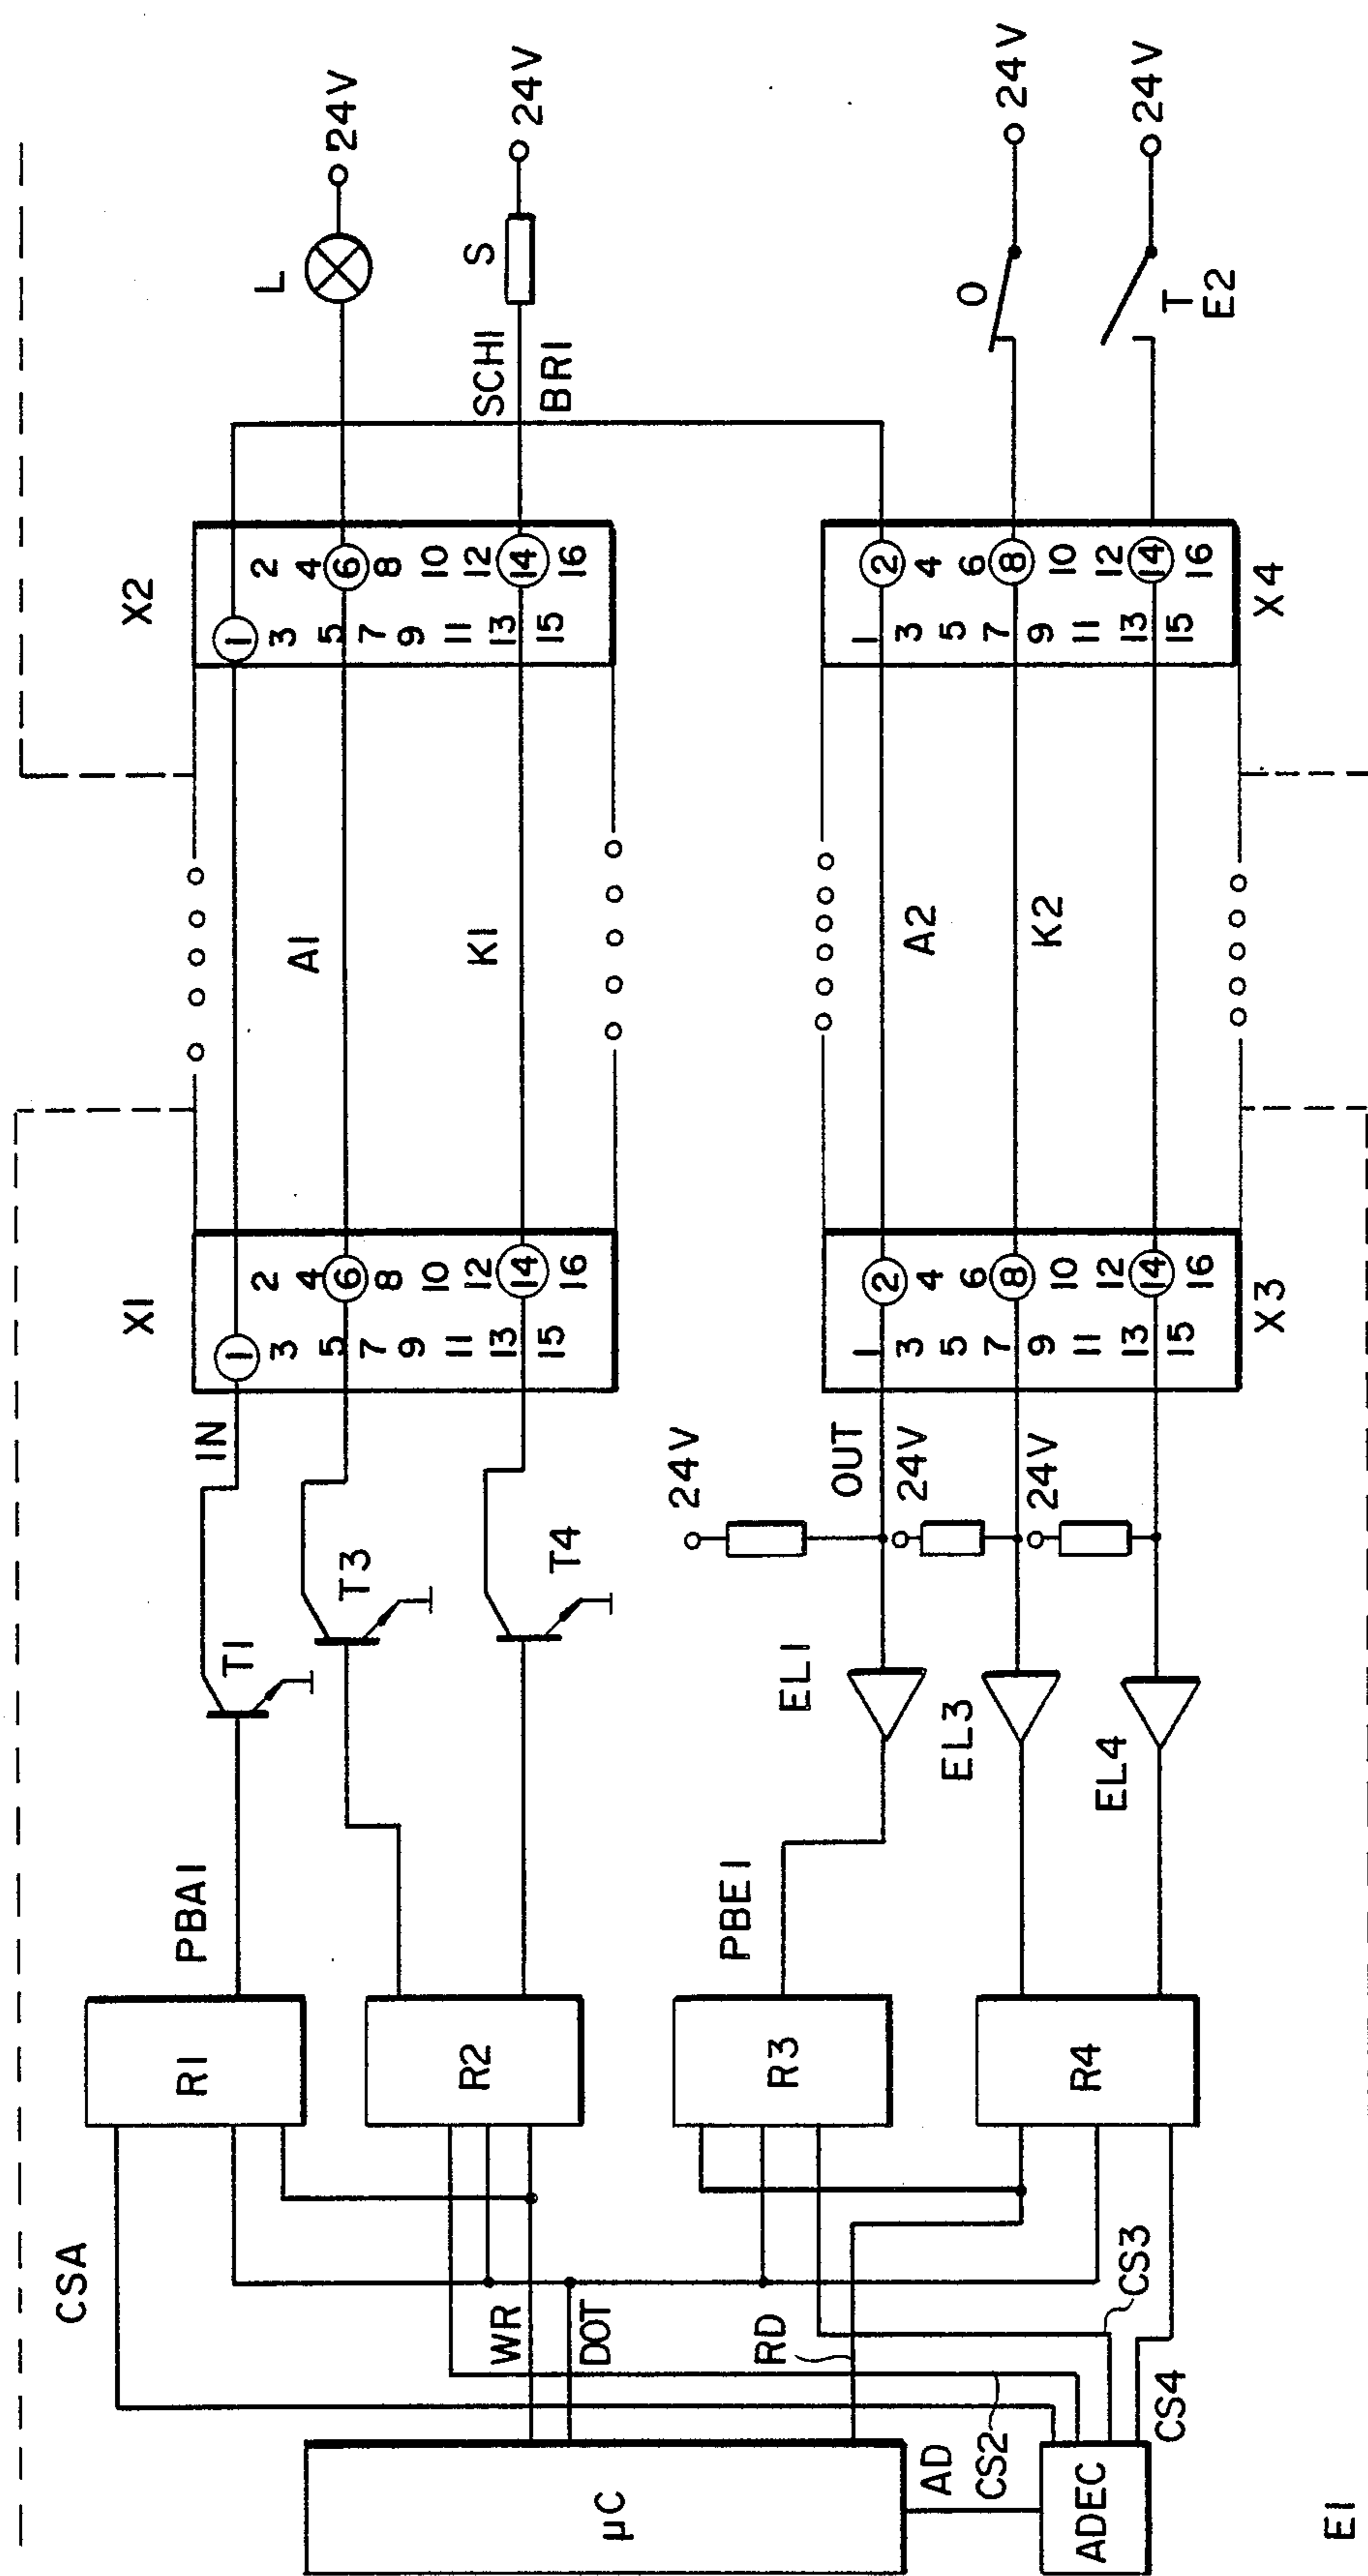 CSA
X1
X2
R1
PBA1
T1
IN
1 2
3 4
5 6
7 8
9 10
11 12
13 14
15 16
1 2
3 4
5 6
7 8
9 10
11 12
13 14
15 16
L
24V
A1
T3
R2
WR
T4
K1
SCH1
S
24V
BR1
DOT
µC
24V
PBE1
R3
RD
EL1
OUT
1 2
3 4
5 6
7 8
9 10
11 12
13 14
15 16
A2
1 2
3 4
5 6
7 8
9 10
11 12
13 14
15 16
24V
AD
CS2
EL3
O
24V
K2
24V
R4
ADEC
CS3
EL4
T
24V
E2
CS4
X3
X4
E1